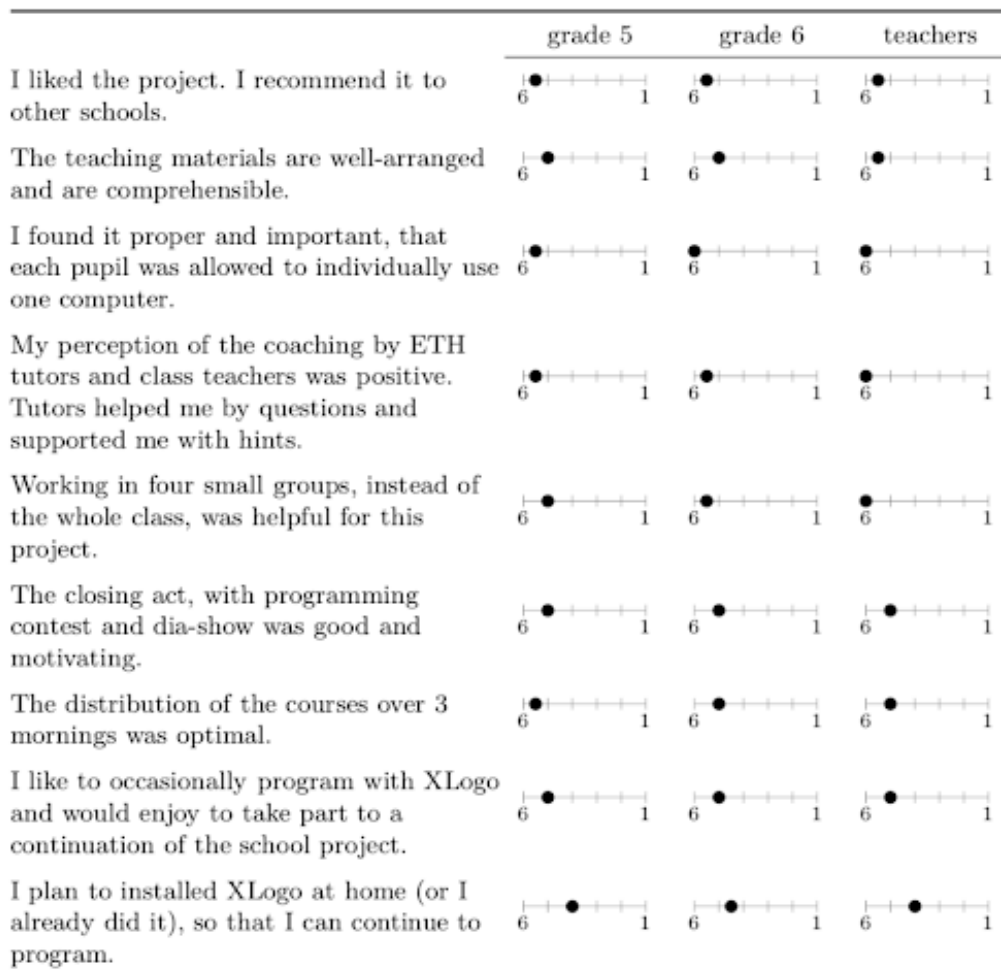 grade 5 grade 6 teachers
I liked the project. I recommend it to
other schools.
6 1 6 1 6 1
The teaching materials are well-arranged
and are comprehensible.
6 1 6 1 6 1
I found it proper and important, that
each pupil was allowed to individually use
one computer.
6 1 6 1 6 1
My perception of the coaching by ETH
tutors and class teachers was positive.
Tutors helped me by questions and
supported me with hints.
6 1 6 1 6 1
Working in four small groups, instead of
the whole class, was helpful for this
project.
6 1 6 1 6 1
The closing act, with programming
contest and dia-show was good and
motivating.
6 1 6 1 6 1
The distribution of the courses over 3
mornings was optimal.
6 1 6 1 6 1
I like to occasionally program with XLogo
and would enjoy to take part to a
continuation of the school project.
6 1 6 1 6 1
I plan to installed XLogo at home (or I
already did it), so that I can continue to
program.
6 1 6 1 6 1